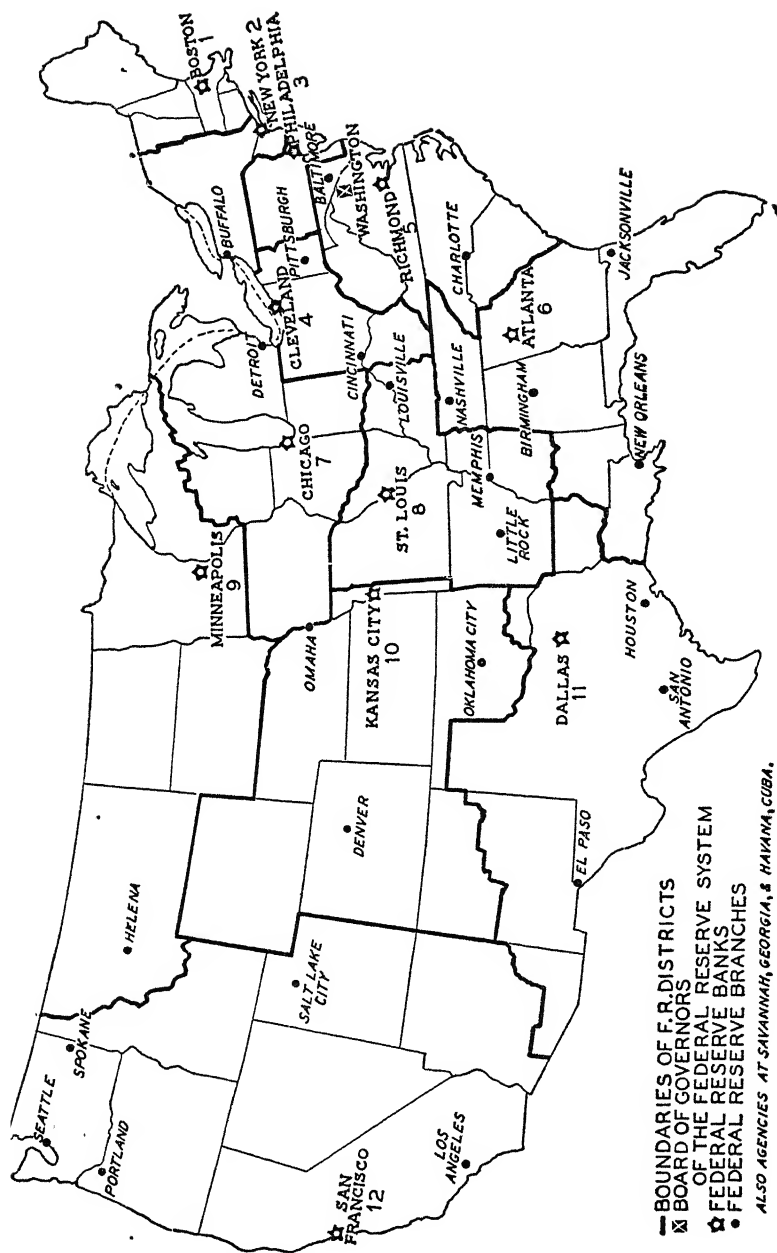 SEATTLE
SPOKANE
PORTLAND
HELENA
SAN
FRANCISCO
12
LOS
ANGELES
SALT LAKE
CITY
DENVER
EL PASO
MINNEAPOLIS
9
OMAHA
KANSAS CITY
10
OKLAHOMA CITY
DALLAS
11
HOUSTON
SAN
ANTONIO
CHICAGO
7
DETROIT
ST. LOUIS
8
LOUISVILLE
MEMPHIS
LITTLE
ROCK
NASHVILLE
BIRMINGHAM
NEW ORLEANS
ATLANTA
6
JACKSONVILLE
CLEVELAND
4
CINCINNATI
PITTSBURGH
BUFFALO
BOSTON
1
NEW YORK 2
PHILADELPHIA
3
BALTIMORE
WASHINGTON
RICHMOND
5
CHARLOTTE
BOUNDARIES OF F.R. DISTRICTS
BOARD OF GOVERNORS
OF THE FEDERAL RESERVE SYSTEM
FEDERAL RESERVE BANKS
FEDERAL RESERVE BRANCHES
ALSO AGENCIES AT SAVANNAH, GEORGIA, & HAVANA, CUBA.